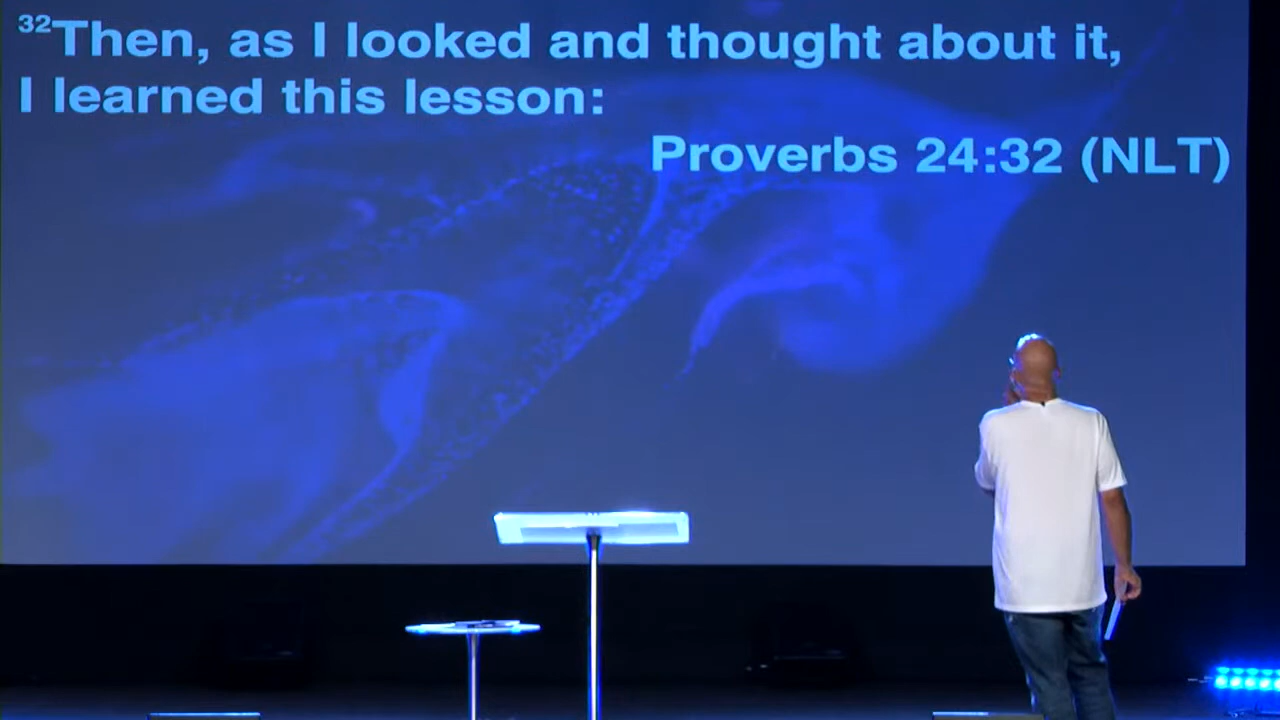 32Then, as I looked and thought about it,
I learned this lesson:
Proverbs 24:32 (NLT)